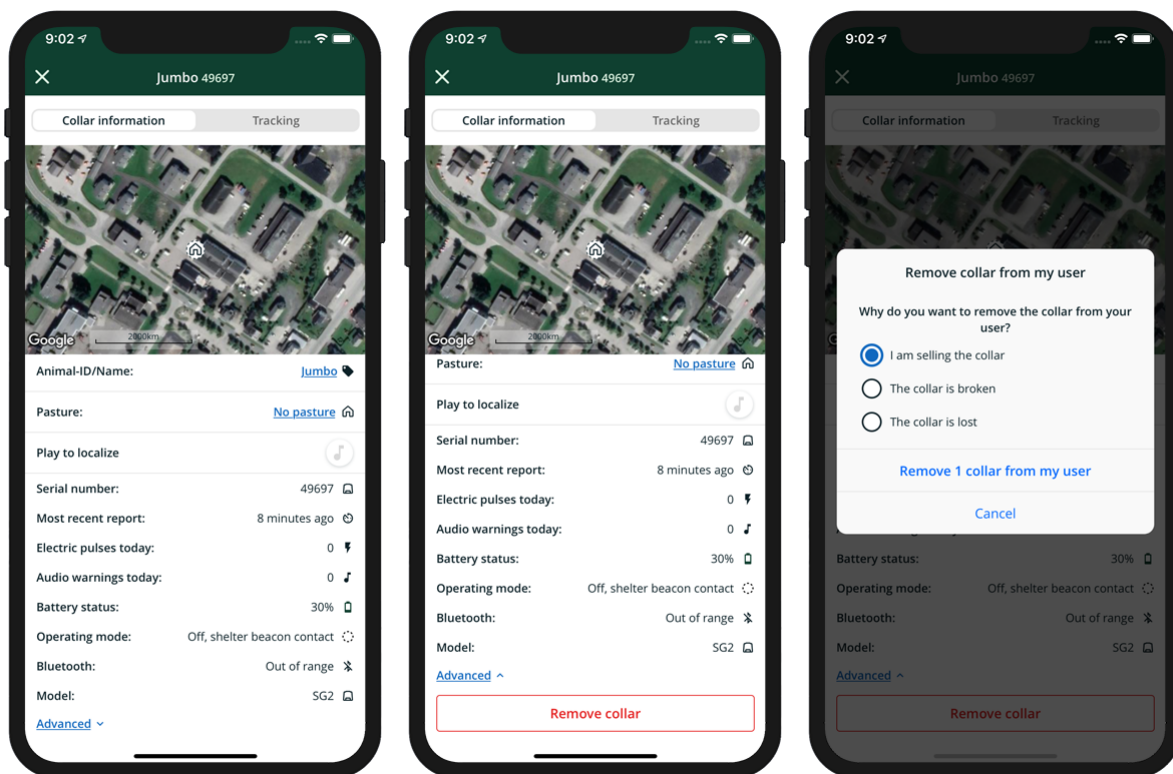 9:02
Jumbo 49697
Collar information
Tracking
Google
2000km
Animal-ID/Name:
Jumbo
Pasture:
No pasture
Play to localize
Serial number:
49697
Most recent report:
8 minutes ago
Electric pulses today:
0
Audio warnings today:
0
Battery status:
30%
Operating mode:
Off, shelter beacon contact
Bluetooth:
Out of range
Model:
SG2
Advanced
9:02
Jumbo 49697
Collar information
Tracking
Google
2000km
Pasture:
No pasture
Play to localize
Serial number:
49697
Most recent report:
8 minutes ago
Electric pulses today:
0
Audio warnings today:
0
Battery status:
30%
Operating mode:
Off, shelter beacon contact
Bluetooth:
Out of range
Model:
SG2
Advanced
Remove collar
9:02
Jumbo 49697
Collar information
Tracking
Remove collar from my user
Why do you want to remove the collar from your
user?
I am selling the collar
The collar is broken
The collar is lost
Remove 1 collar from my user
Cancel
Battery status:
30%
Operating mode:
Off, shelter beacon contact
Bluetooth:
Out of range
Model:
SG2
Advanced
Remove collar